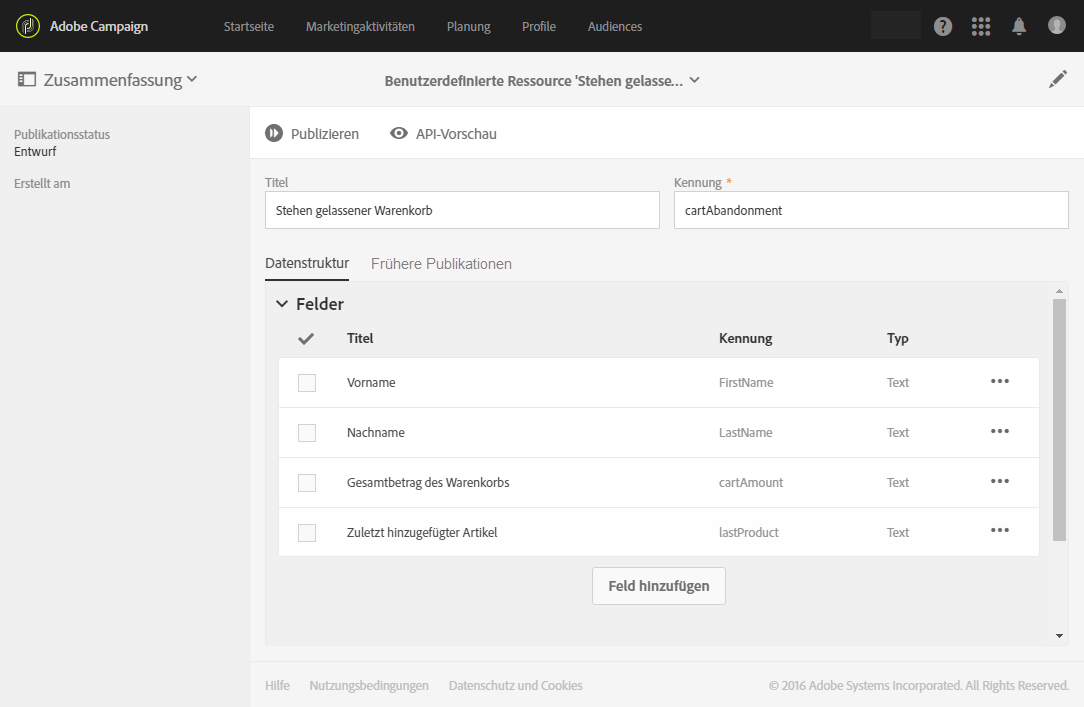 Adobe Campaign
Startseite Marketingaktivitäten Planung Profile Audiences
Zusammenfassung
Benutzerdefinierte Ressource 'Stehen gelasse...
Publikationsstatus
Entwurf
Erstellt am
Publizieren API-Vorschau
Titel
Stehen gelassener Warenkorb
Kennung *
cartAbandonment
Datenstruktur Frühere Publikationen
Felder
Titel Kennung Typ
Vorname FirstName Text
Nachname LastName Text
Gesamtbetrag des Warenkorbs cartAmount Text
Zuletzt hinzugefügter Artikel lastProduct Text
Feld hinzufügen
Hilfe Nutzungsbedingungen Datenschutz und Cookies © 2016 Adobe Systems Incorporated. All Rights Reserved.